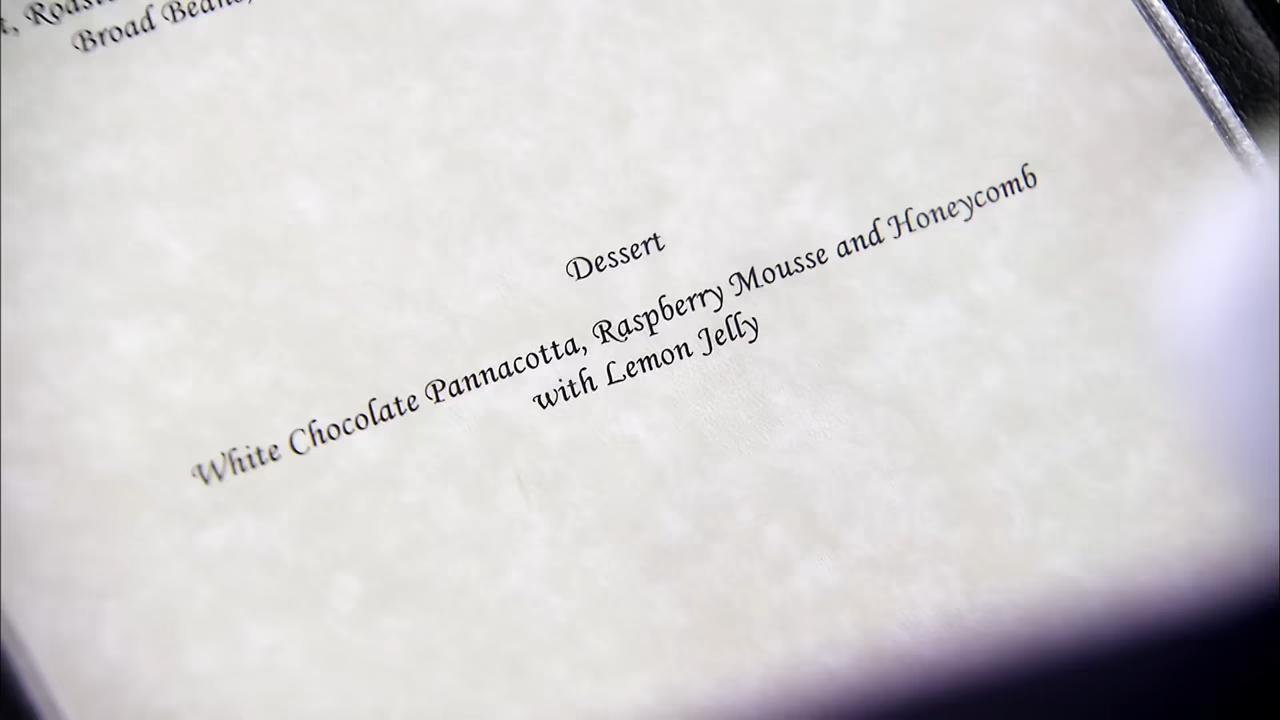 Broad Beans,
Dessert
White Chocolate Pannacotta, Raspberry Mousse and Honeycomb
with Lemon Jelly